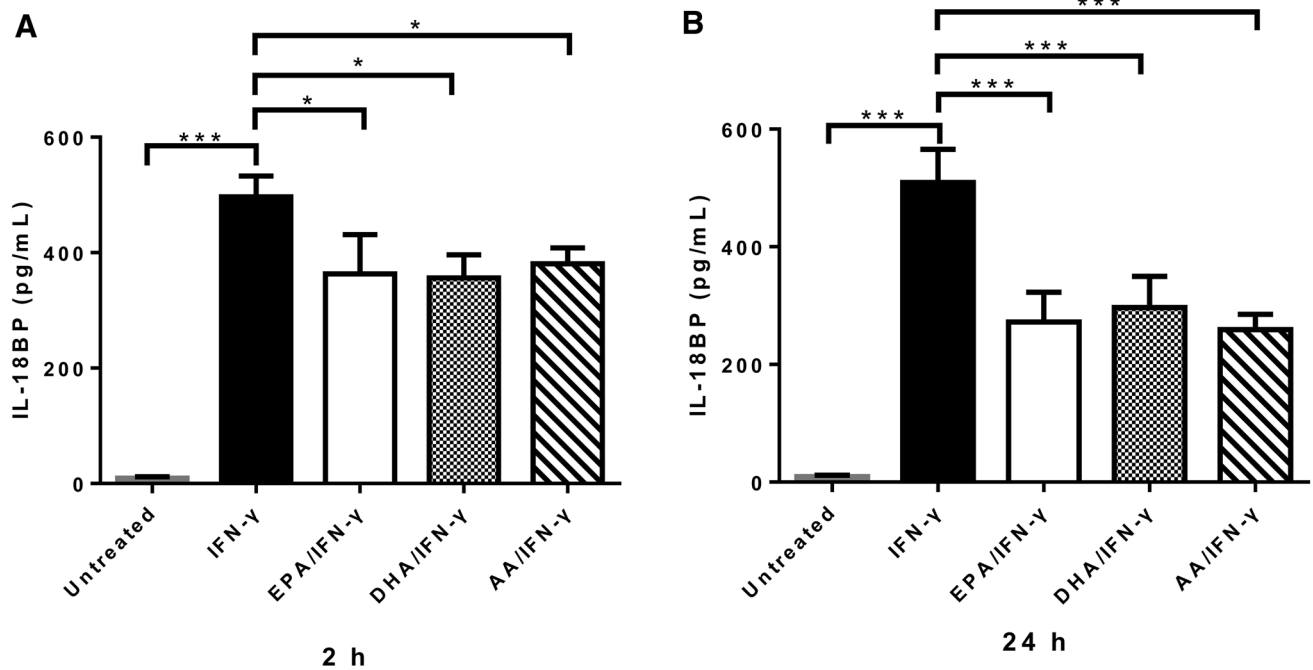 A
*
*
*
***
600
400
200
0
IL-18BP (pg/mL)
Untreated
IFN-γ
EPA/IFN-γ
DHA/IFN-γ
AA/IFN-γ
2 h
B
***
***
***
***
600
400
200
0
IL-18BP (pg/mL)
Untreated
IFN-γ
EPA/IFN-γ
DHA/IFN-γ
AA/IFN-γ
24 h